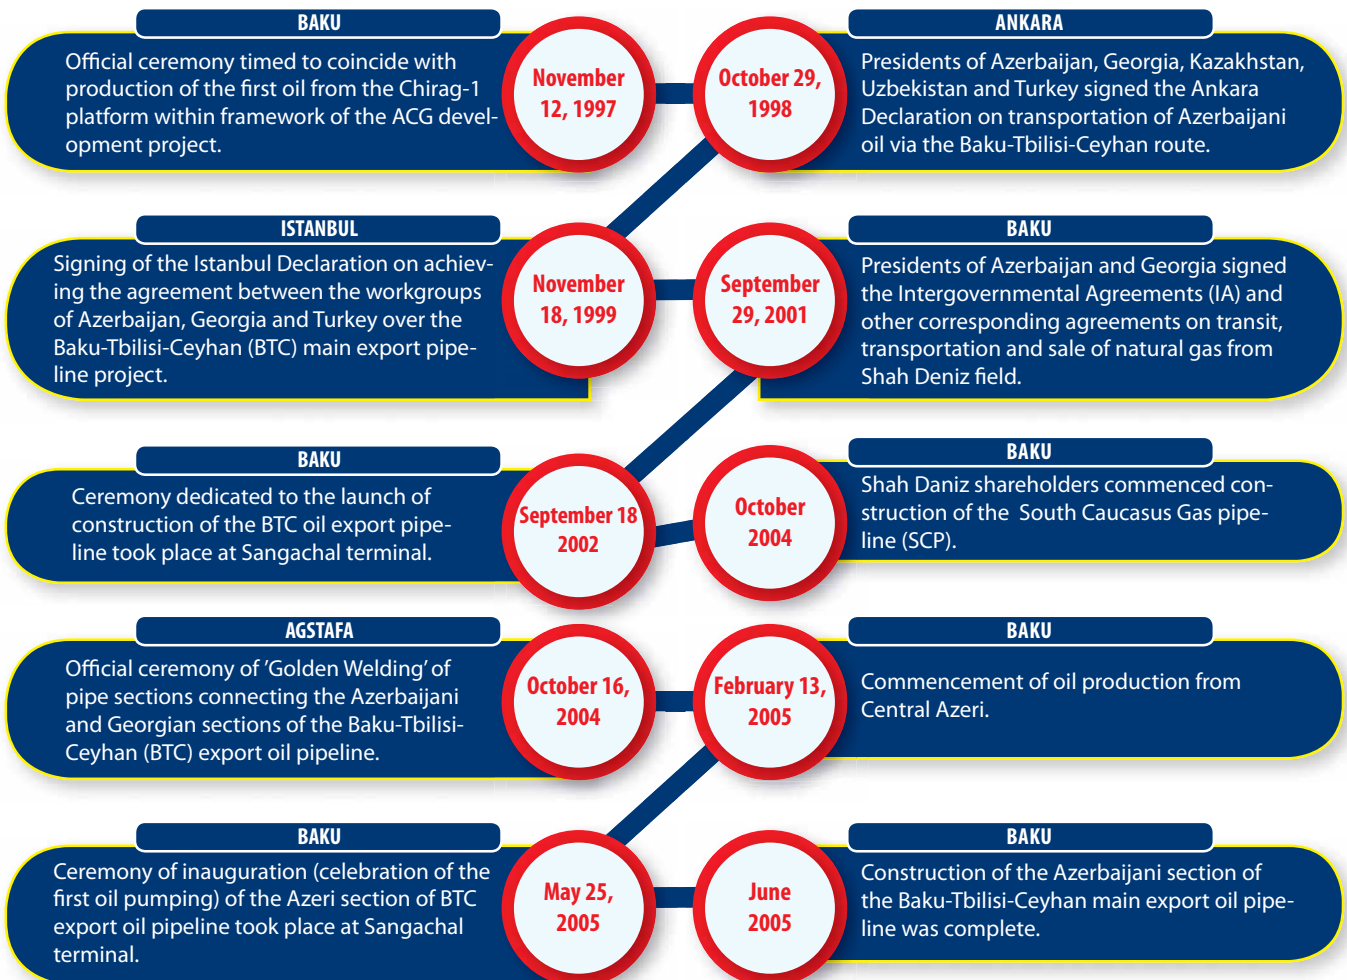 BAKU
Official ceremony timed to coincide with
production of the first oil from the Chirag-1
platform within framework of the ACG devel-
opment project.
November
12, 1997
October 29,
1998
ANKARA
Presidents of Azerbaijan, Georgia, Kazakhstan,
Uzbekistan and Turkey signed the Ankara
Declaration on transportation of Azerbaijani
oil via the Baku-Tbilisi-Ceyhan route.
ISTANBUL
Signing of the Istanbul Declaration on achiev-
ing the agreement between the workgroups
of Azerbaijan, Georgia and Turkey over the
Baku-Tbilisi-Ceyhan (BTC) main export pipe-
line project.
November
18, 1999
September
29, 2001
BAKU
Presidents of Azerbaijan and Georgia signed
the Intergovernmental Agreements (IA) and
other corresponding agreements on transit,
transportation and sale of natural gas from
Shah Deniz field.
BAKU
Ceremony dedicated to the launch of
construction of the BTC oil export pipe-
line took place at Sangachal terminal.
September 18
2002
October
2004
BAKU
Shah Daniz shareholders commenced con-
struction of the South Caucasus Gas pipe-
line (SCP).
AGSTAFA
Official ceremony of 'Golden Welding' of
pipe sections connecting the Azerbaijani
and Georgian sections of the Baku-Tbilisi-
Ceyhan (BTC) export oil pipeline.
October 16,
2004
February 13,
2005
BAKU
Commencement of oil production from
Central Azeri.
BAKU
Ceremony of inauguration (celebration of the
first oil pumping) of the Azeri section of BTC
export oil pipeline took place at Sangachal
terminal.
May 25,
2005
June
2005
BAKU
Construction of the Azerbaijani section of
the Baku-Tbilisi-Ceyhan main export oil pipe-
line was complete.